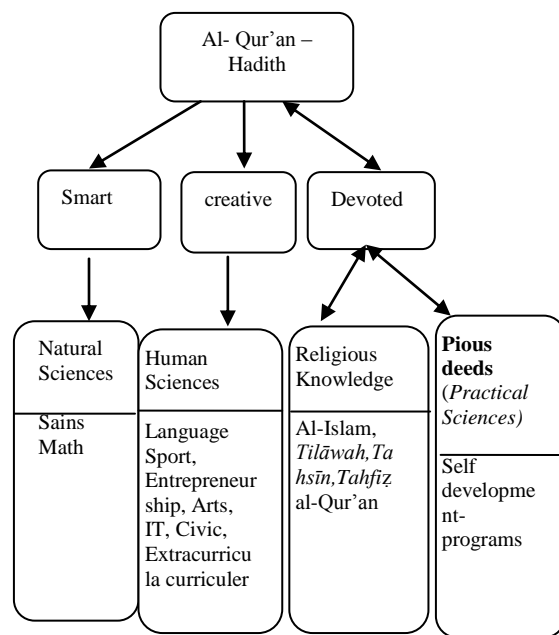 Al- Qur’an –
Hadith
Smart
creative
Devoted
Natural
Sciences
Sains
Math
Human
Sciences
Language
Sport,
Entrepreneur
ship, Arts,
IT, Civic,
Extracurricu
la curriculer
Religious
Knowledge
Al-Islam,
Tilāwah,Ta
hsīn,Tahfiẓ
al-Qur’an
Pious
deeds
(Practical
Sciences)
Self
developme
nt-
programs